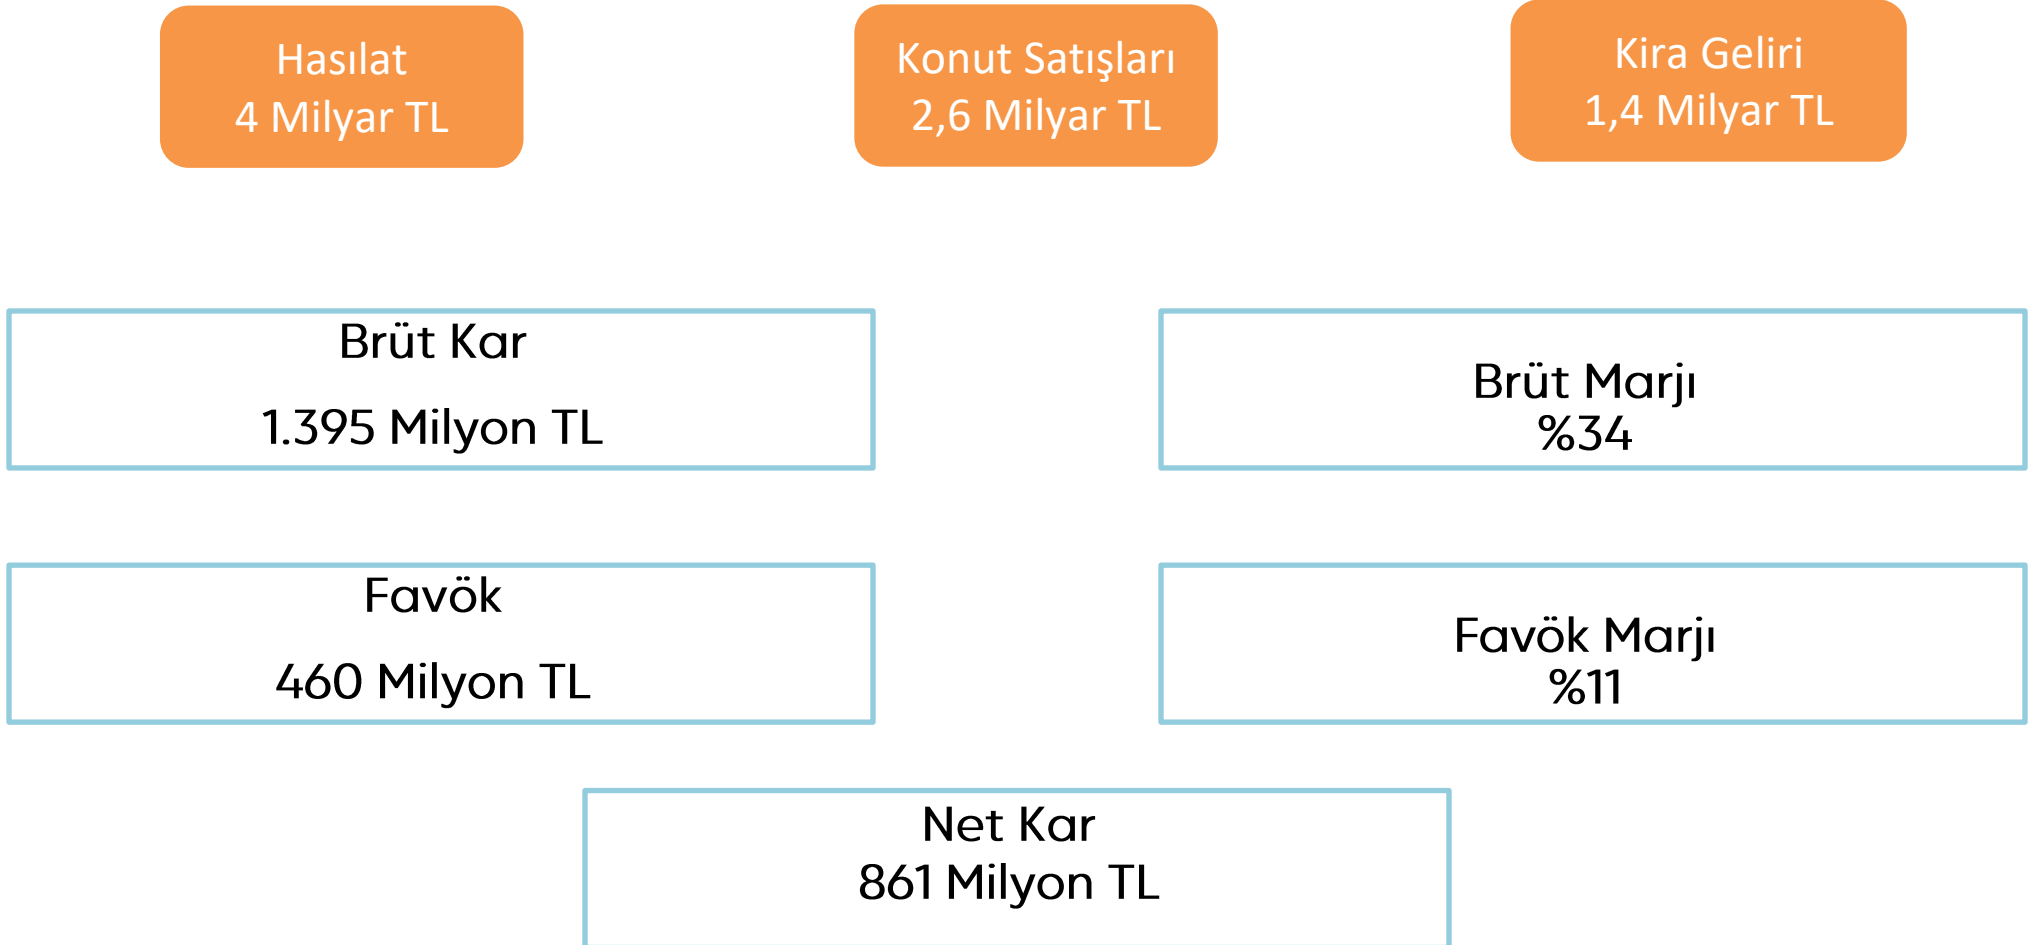 Hasılat
4 Milyar TL
Konut Satışları
2,6 Milyar TL
Kira Geliri
1,4 Milyar TL
Brüt Kar
1.395 Milyon TL
Brüt Marjı
%34
Favök
460 Milyon TL
Favök Marjı
%11
Net Kar
861 Milyon TL